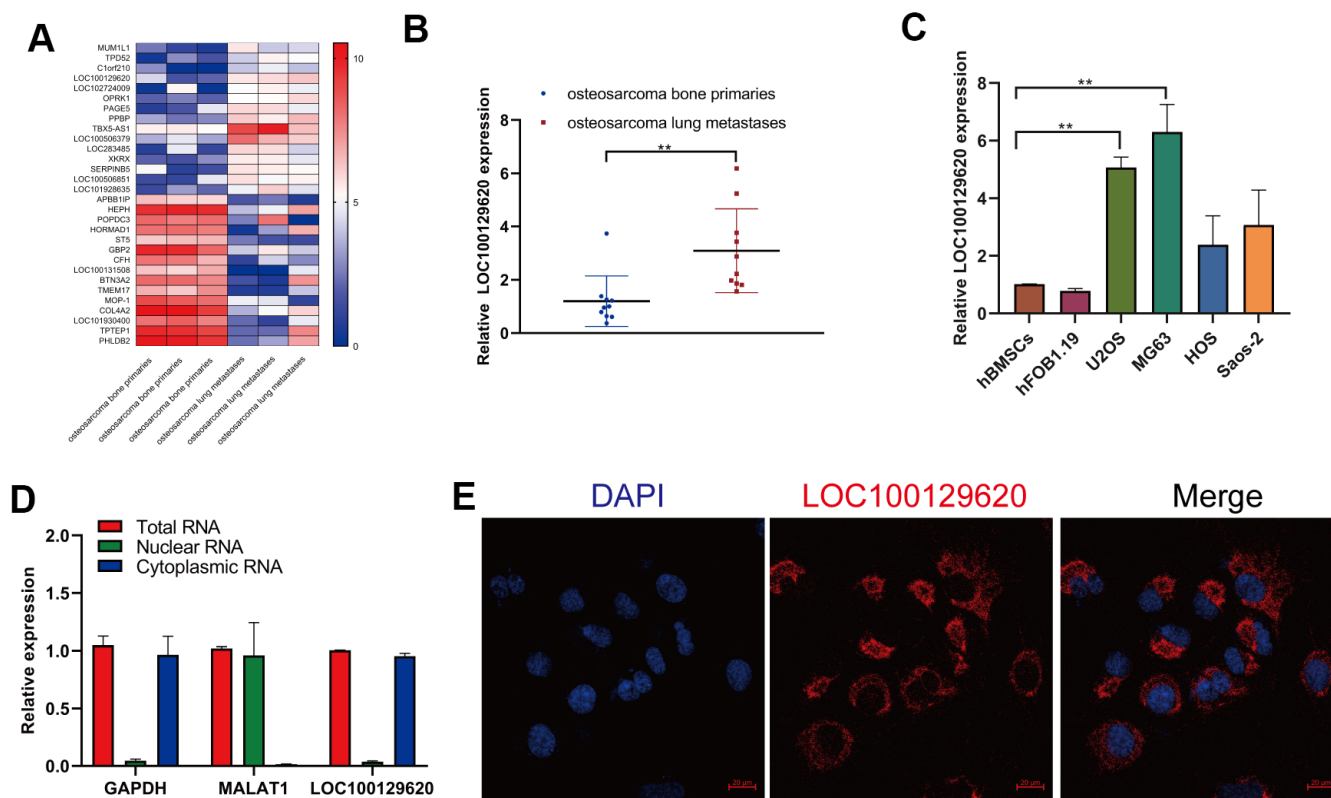 A
MUM1L1
TPD52
C1orf210
LOC100129620
LOC102724009
OPRK1
PAGE5
PPBP
TBX5-AS1
LOC100506379
LOC283485
XKRX
SERPINB5
LOC100506851
LOC101928635
APBB1IP
HEPH
POPDC3
HORMAD1
ST5
GBP2
CFH
LOC100131508
BTN3A2
TMEM17
MOP-1
COL4A2
LOC101930400
TPTEP1
PHLDB2
10
5
0
osteosarcoma bone primaries
osteosarcoma bone primaries
osteosarcoma bone primaries
osteosarcoma lung metastases
osteosarcoma lung metastases
osteosarcoma lung metastases
B
Relative LOC100129620 expression
osteosarcoma bone primaries
osteosarcoma lung metastases
**
8
6
4
2
0
C
Relative LOC100129620 expression
8
6
4
2
0
**
**
hBMSCs
hFOB1.19
U2OS
MG63
HOS
Saos-2
D
Total RNA
Nuclear RNA
Cytoplasmic RNA
Relative expression
2.0
1.5
1.0
0.5
0.0
GAPDH
MALAT1
LOC100129620
E
DAPI
LOC100129620
Merge
20 μm
20 μm
20 μm